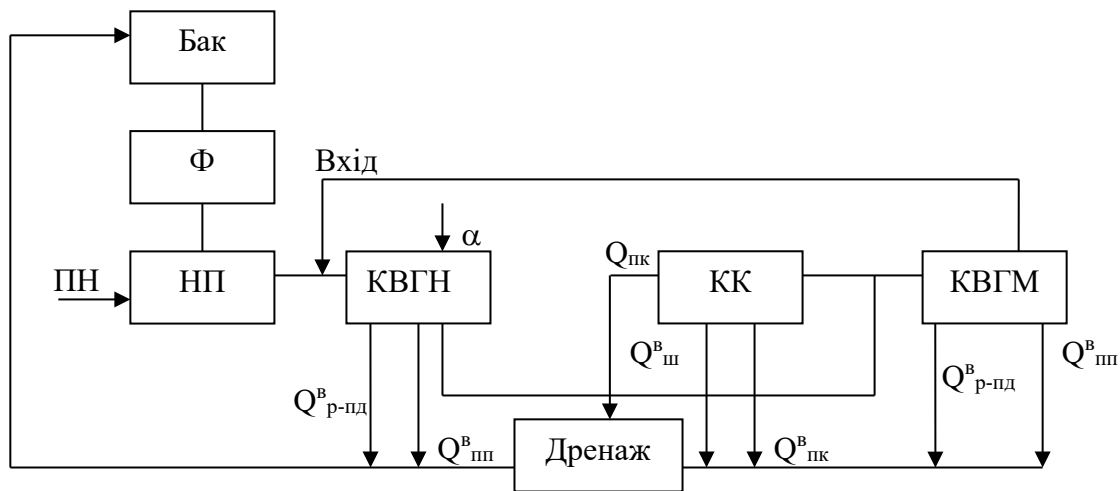 Бак
Ф
Вхід
α
Qпк
ПН
НП
КВГН
КК
КВГМ
Qвш
Qвпп
Qвр-пд
Qвр-пд
Qвпп
Дренаж
Qвпк